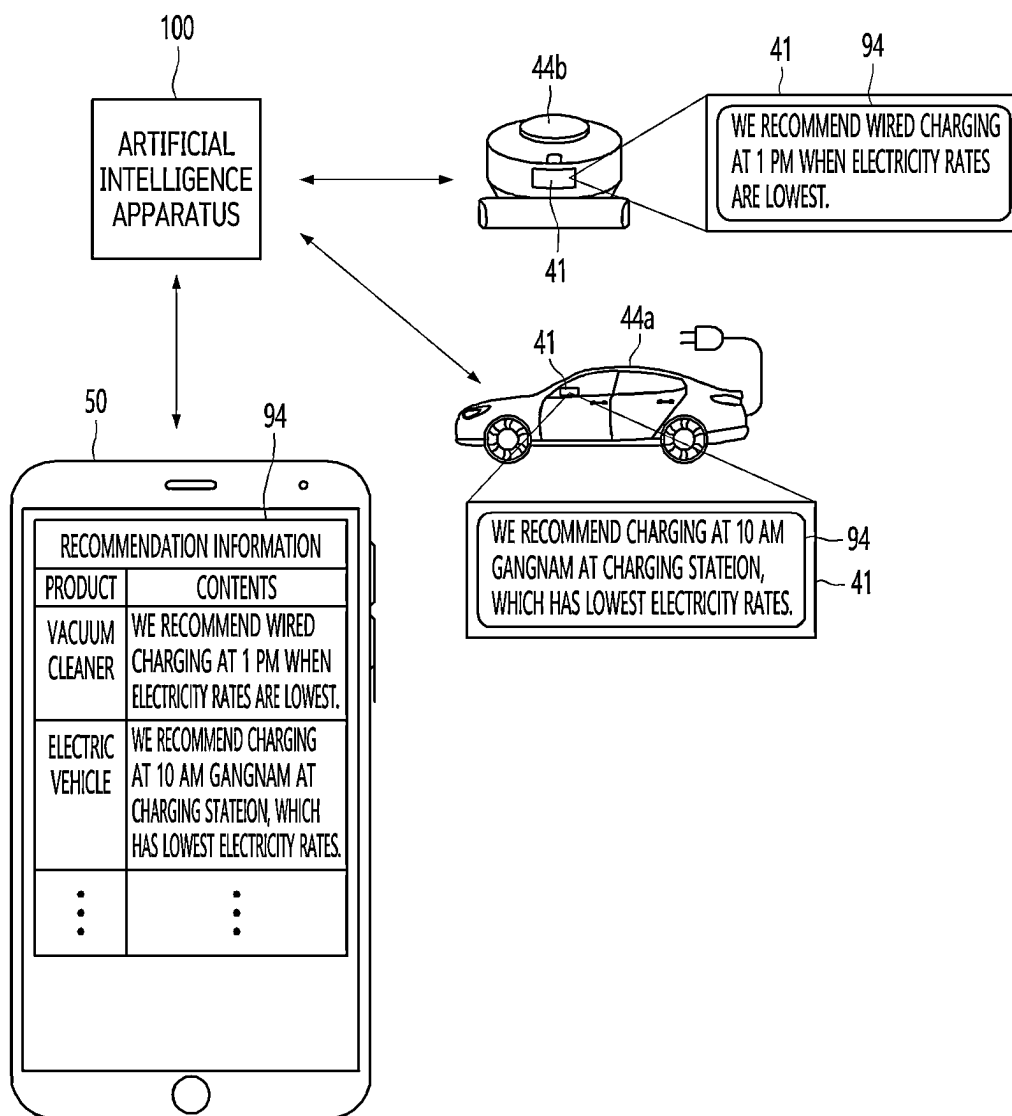 100
ARTIFICIAL
INTELLIGENCE
APPARATUS
44b
41
41
94
WE RECOMMEND WIRED CHARGING
AT 1 PM WHEN ELECTRICITY RATES
ARE LOWEST.
44a
41
WE RECOMMEND CHARGING AT 10 AM
GANGNAM AT CHARGING STATEION,
WHICH HAS LOWEST ELECTRICITY RATES.
94
41
50
94
RECOMMENDATION INFORMATION
PRODUCT CONTENTS
VACUUM
CLEANER
WE RECOMMEND WIRED
CHARGING AT 1 PM WHEN
ELECTRICITY RATES ARE LOWEST.
ELECTRIC
VEHICLE
WE RECOMMEND CHARGING
AT 10 AM GANGNAM AT
CHARGING STATEION, WHICH
HAS LOWEST ELECTRICITY RATES.